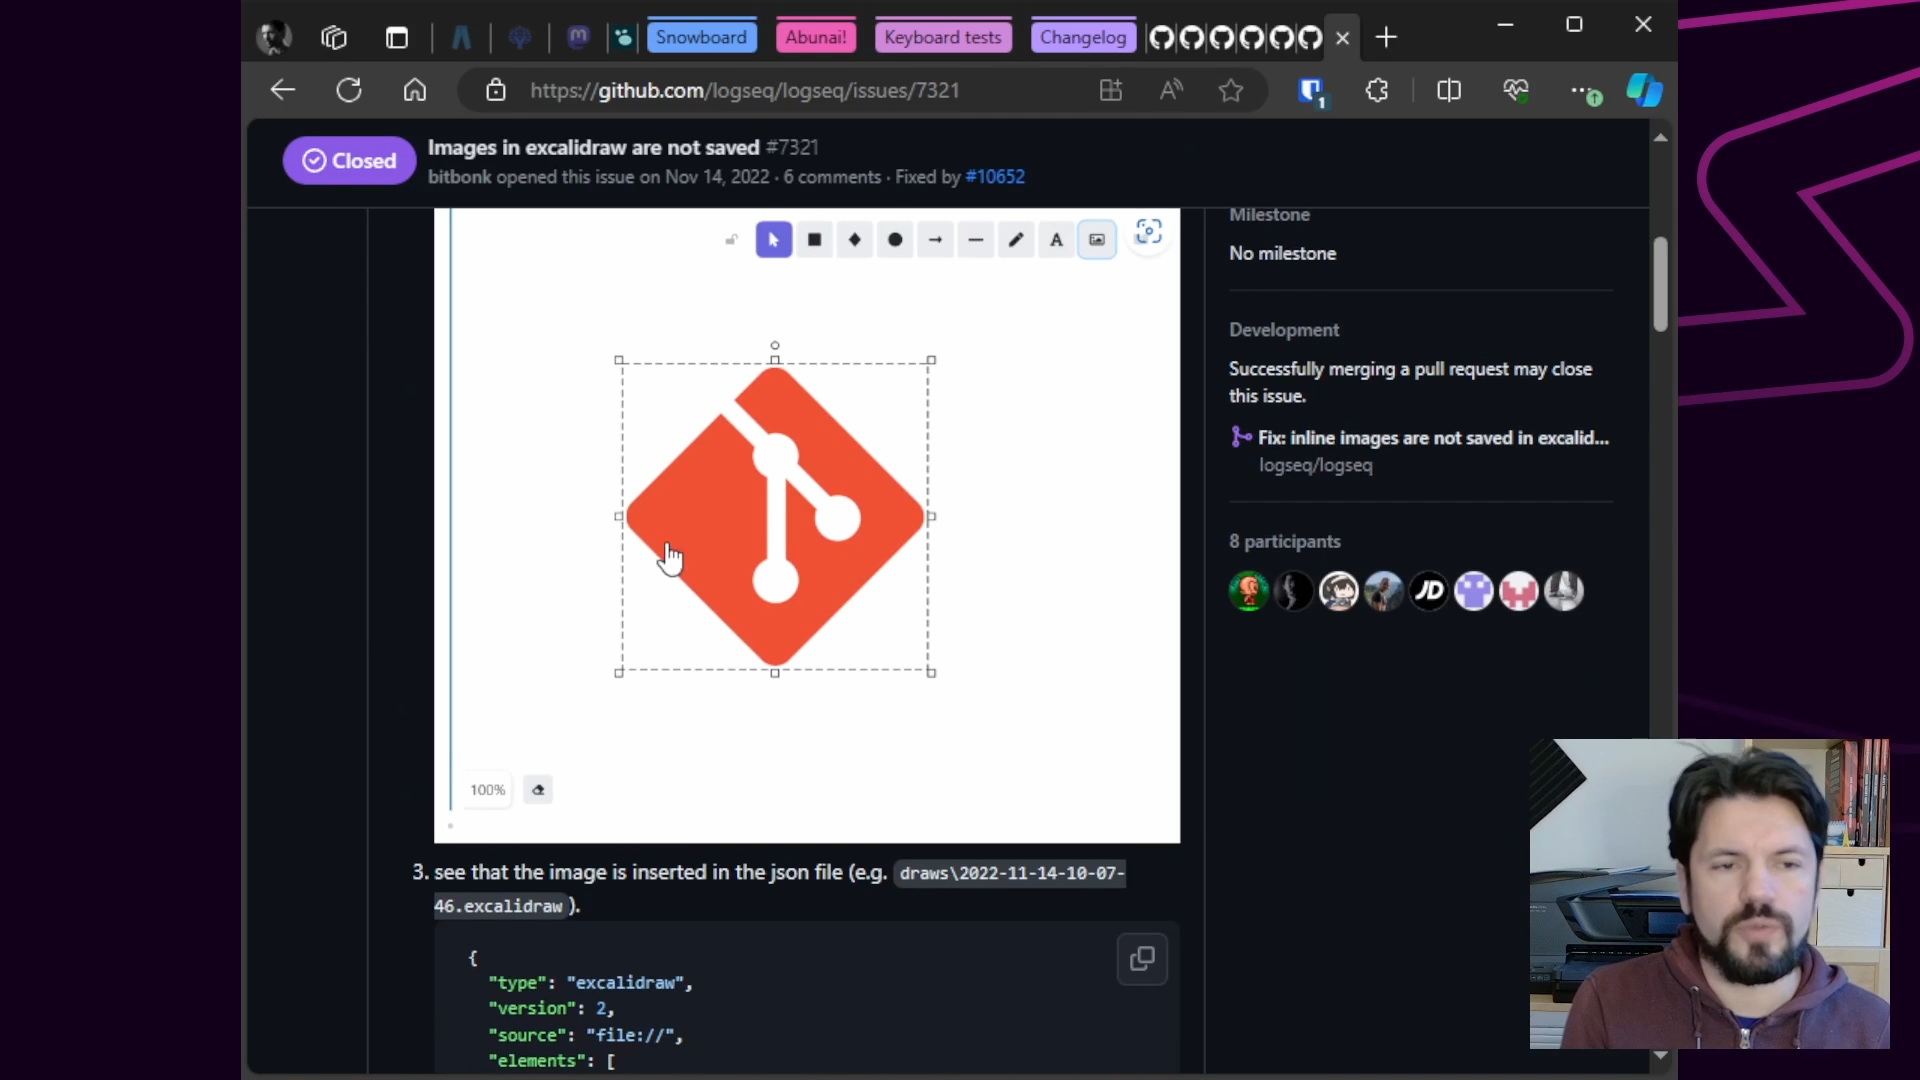 Snowboard
Abunai!
Keyboard tests
Changelog
https://github.com/logseq/logseq/issues/7321
1
Closed
Images in excalidraw are not saved #7321
bitbonk opened this issue on Nov 14, 2022 · 6 comments · Fixed by #10652
A
100%
3. see that the image is inserted in the json file (e.g. draws\2022-11-14-10-07-
46.excalidraw ).
{
"type": "excalidraw",
"version": 2,
"source": "file://",
"elements": [
Milestone
No milestone
Development
Successfully merging a pull request may close
this issue.
Fix: inline images are not saved in excalid...
logseq/logseq
8 participants
JD